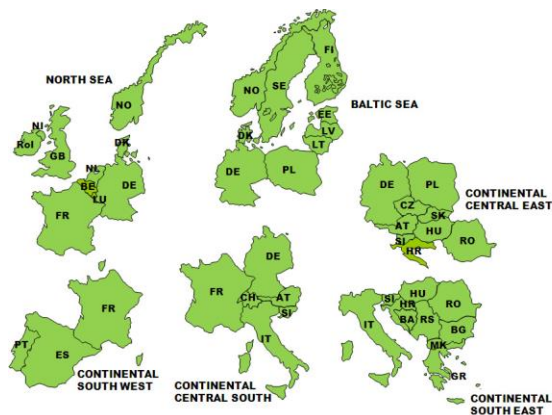 NORTH SEA
NO
NI
RoI
GB
DK
NL
BE
LU
DE
FR
FI
NO
SE
BALTIC SEA
EE
LV
LT
DK
DE
PL
DE
PL
CONTINENTAL
CENTRAL EAST
CZ
SK
AT
HU
SI
HR
RO
FR
PT
ES
CONTINENTAL
SOUTH WEST
DE
FR
CH
AT
SI
IT
CONTINENTAL
CENTRAL SOUTH
HU
SI
HR
RO
BA
RS
IT
BG
MK
GR
CONTINENTAL
SOUTH EAST